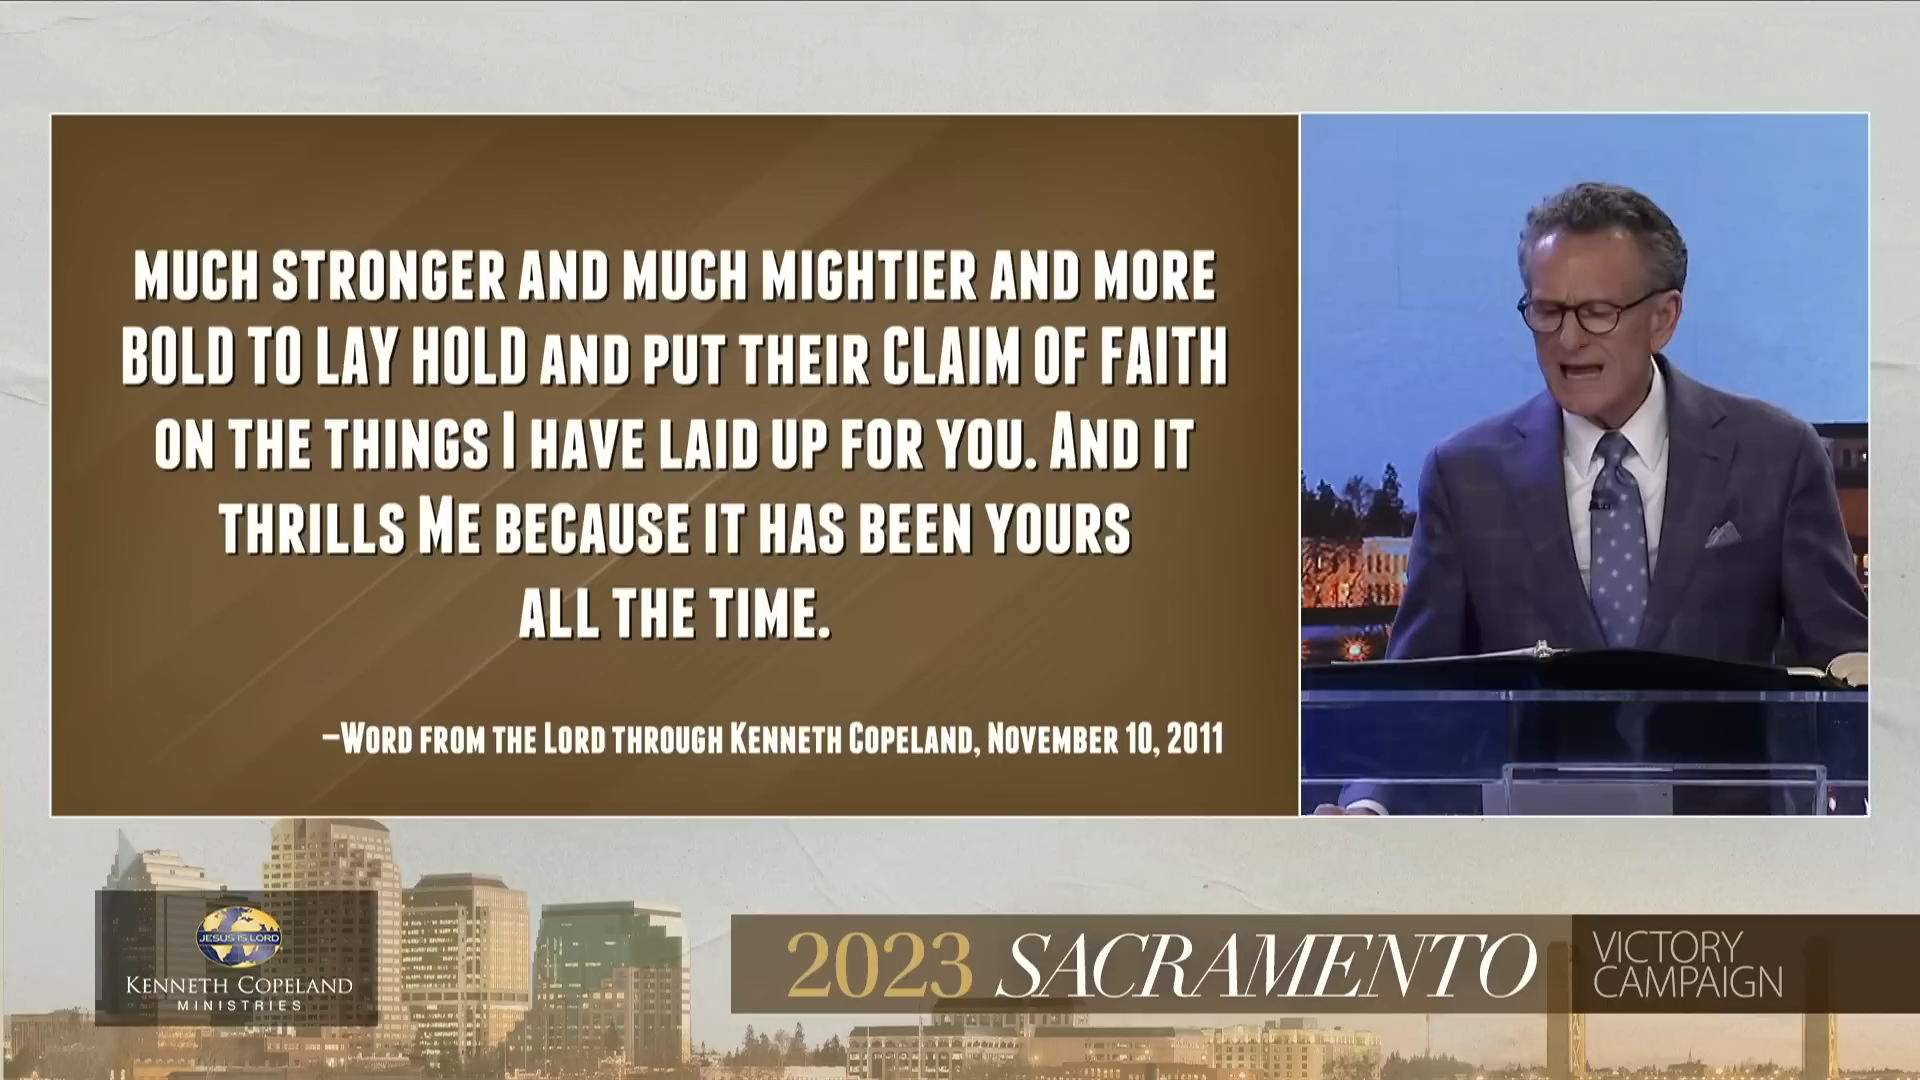 MUCH STRONGER AND MUCH MIGHTIER AND MORE
BOLD TO LAY HOLD AND PUT THEIR CLAIM OF FAITH
ON THE THINGS I HAVE LAID UP FOR YOU. AND IT
THRILLS ME BECAUSE IT HAS BEEN YOURS
ALL THE TIME.
–WORD FROM THE LORD THROUGH KENNETH COPELAND, NOVEMBER 10, 2011
JESUS IS LORD
KENNETH COPELAND
MINISTRIES
2023 SACRAMENTO
VICTORY
CAMPAIGN